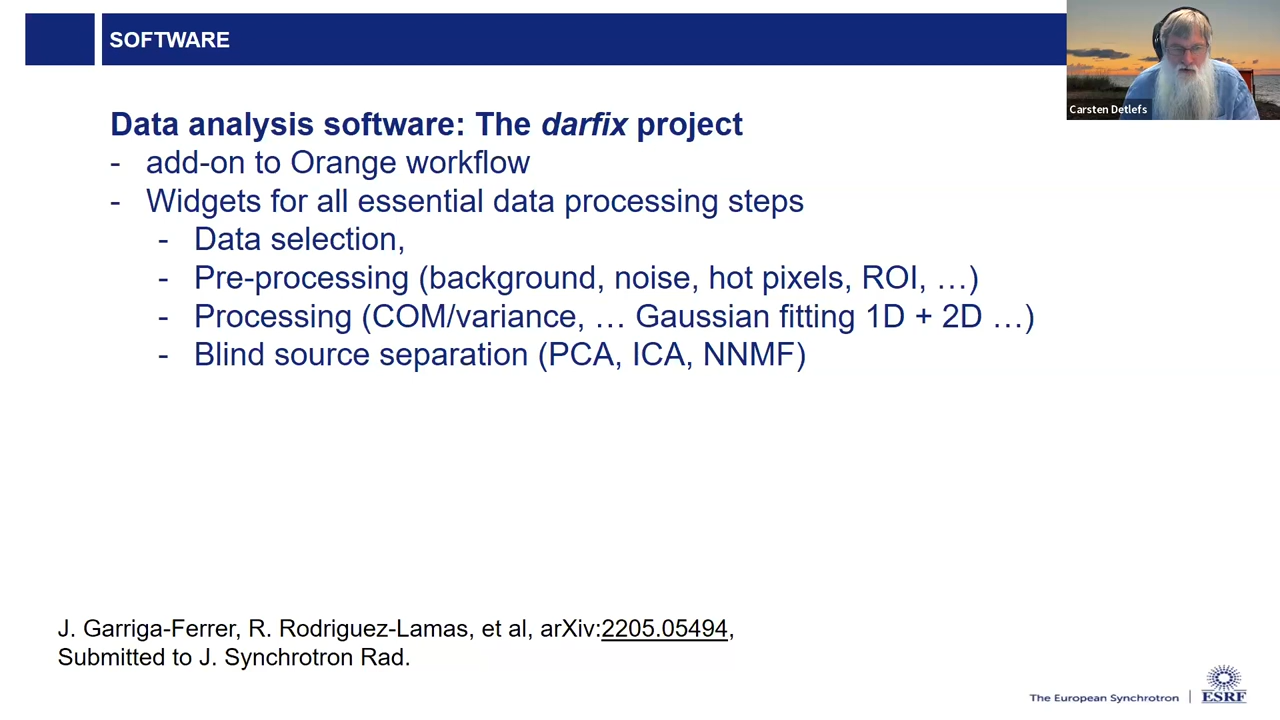 SOFTWARE
Carsten Detlefs
Data analysis software: The darfix project
- add-on to Orange workflow
- Widgets for all essential data processing steps
- Data selection,
- Pre-processing (background, noise, hot pixels, ROI, …)
- Processing (COM/variance, … Gaussian fitting 1D + 2D …)
- Blind source separation (PCA, ICA, NNMF)
J. Garriga-Ferrer, R. Rodriguez-Lamas, et al, arXiv:2205.05494,
Submitted to J. Synchrotron Rad.
The European Synchrotron | ESRF